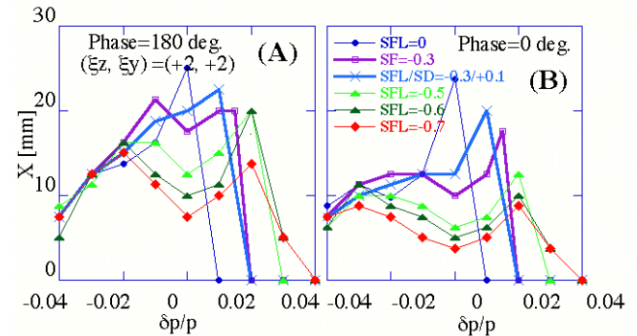 30
20
10
0
X [mm]
Phase=180 deg.
(ξz, ξy)=(+2, +2)
(A)
-0.04
-0.02
0
0.02
0.04
δp/p
SFL=0
SF=-0.3
SFL/SD=-0.3/+0.1
SFL=-0.5
SFL=-0.6
SFL=-0.7
Phase=0 deg.
(B)
-0.04
-0.02
0
0.02
0.04
δp/p